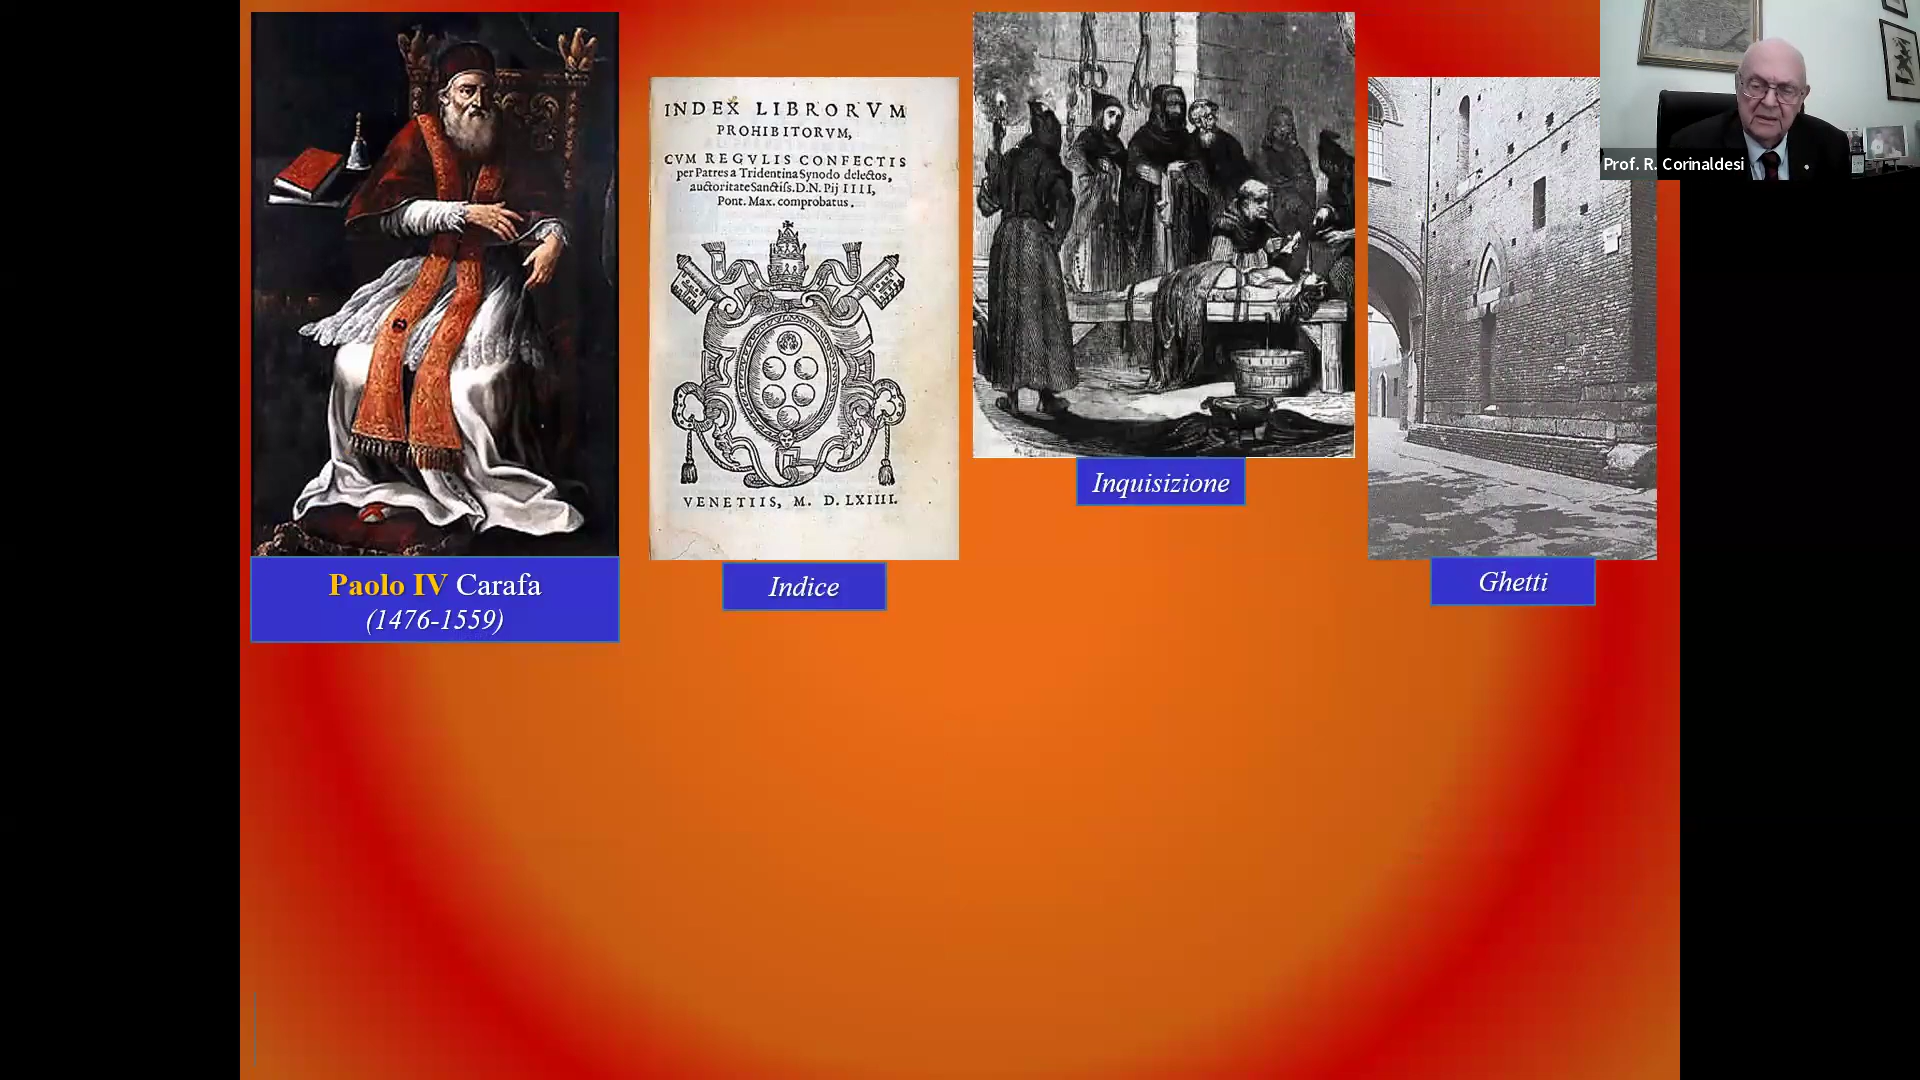 Paolo IV Carafa
(1476-1559)
INDEX LIBRORVM
PROHIBITORVM,
CVM REGVLIS CONFECTIS
per Patres a Tridentina Synodo delectos,
auctoritate Sanctiss. D.N. Pij IIII,
Pont. Max. comprobatus.
VENETIIS, M. D. LXIIII.
Indice
Inquisizione
Ghetti
Prof. R. Corinaldesi